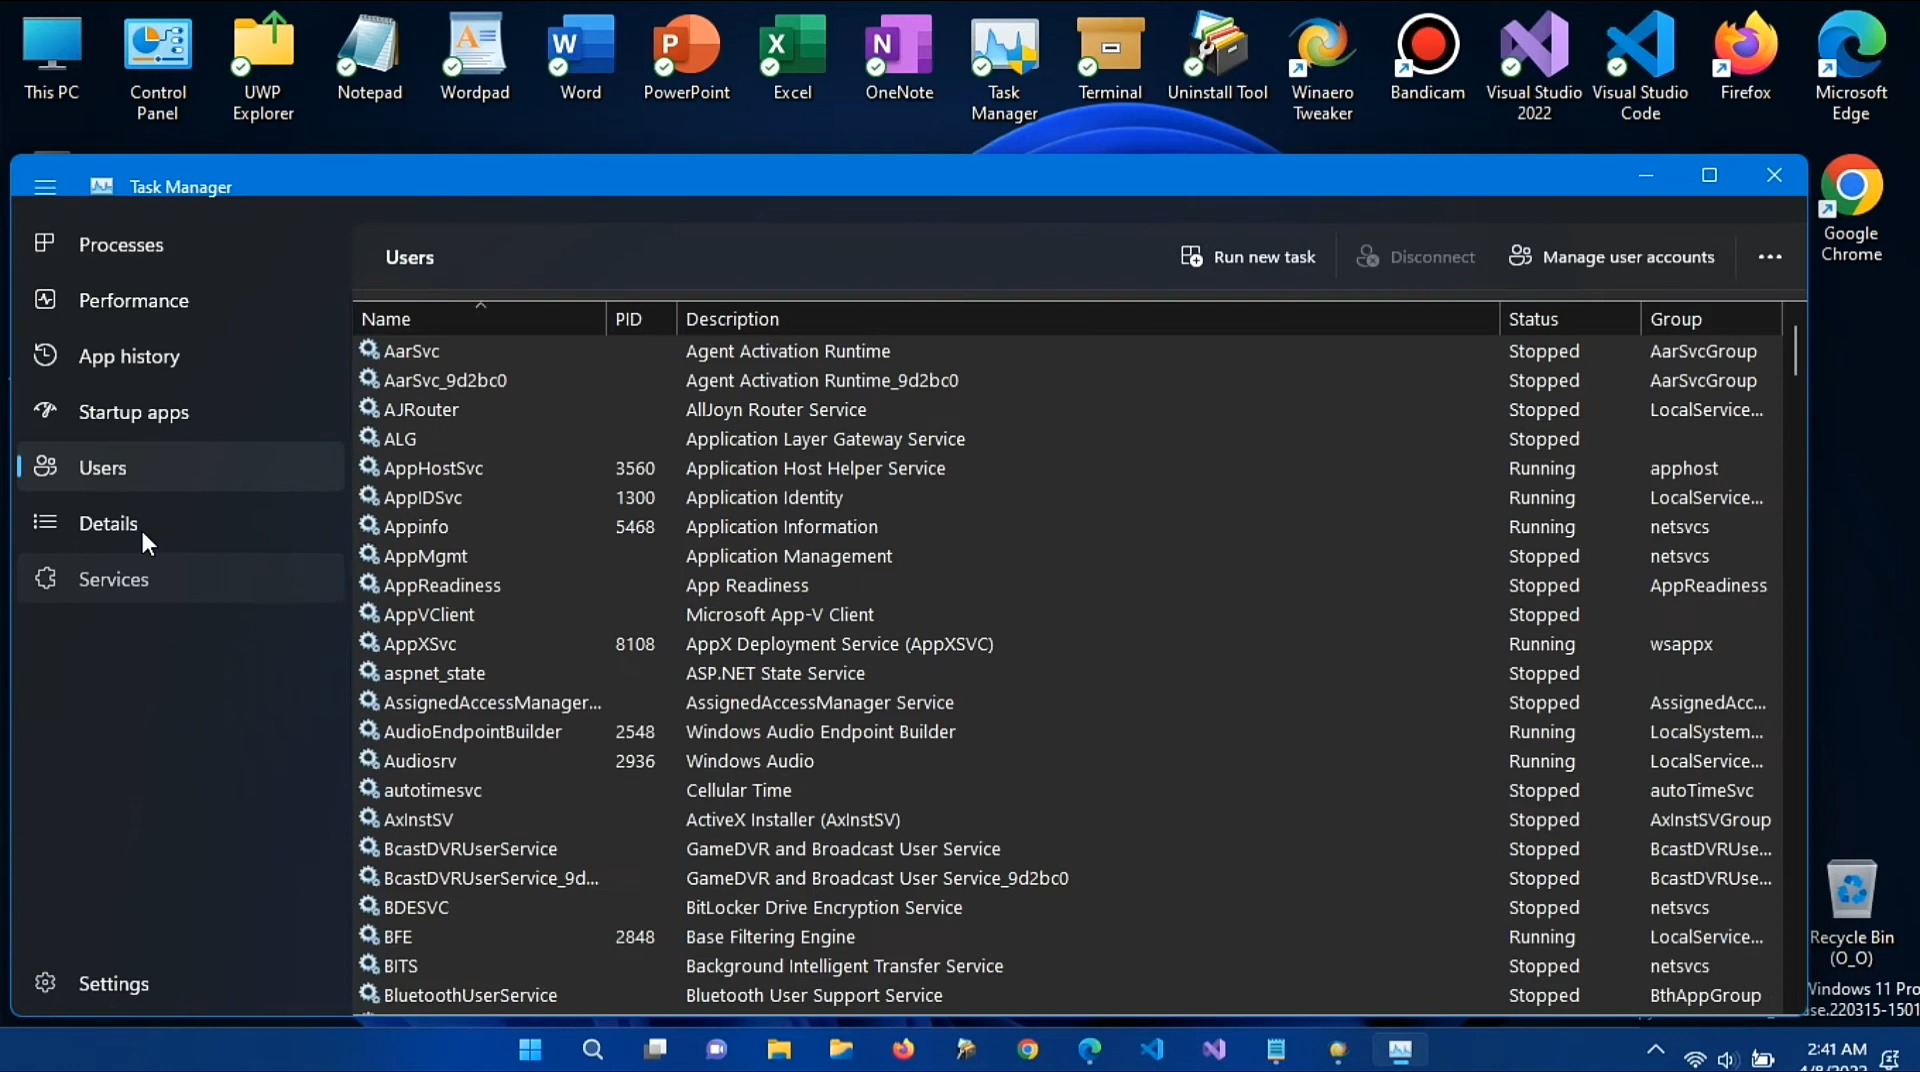 This PC
Control
Panel
UWP
Explorer
Notepad
Wordpad
Word
PowerPoint
Excel
OneNote
Task
Manager
Terminal
Uninstall Tool
Winaero
Tweaker
Bandicam
Visual Studio
2022
Visual Studio
Code
Firefox
Microsoft
Edge
Google
Chrome
Task Manager
Processes
Performance
App history
Startup apps
Users
Details
Services
Settings
Users
Run new task
Disconnect
Manage user accounts
Name PID Description Status Group
AarSvc Agent Activation Runtime Stopped AarSvcGroup
AarSvc_9d2bc0 Agent Activation Runtime_9d2bc0 Stopped AarSvcGroup
AJRouter AllJoyn Router Service Stopped LocalService...
ALG Application Layer Gateway Service Stopped
AppHostSvc 3560 Application Host Helper Service Running apphost
AppIDSvc 1300 Application Identity Running LocalService...
Appinfo 5468 Application Information Running netsvcs
AppMgmt Application Management Stopped netsvcs
AppReadiness App Readiness Stopped AppReadiness
AppVClient Microsoft App-V Client Stopped
AppXSvc 8108 AppX Deployment Service (AppXSVC) Running wsappx
aspnet_state ASP.NET State Service Stopped
AssignedAccessManager... AssignedAccessManager Service Stopped AssignedAcc...
AudioEndpointBuilder 2548 Windows Audio Endpoint Builder Running LocalSystem...
Audiosrv 2936 Windows Audio Running LocalService...
autotimesvc Cellular Time Stopped autoTimeSvc
AxInstSV ActiveX Installer (AxInstSV) Stopped AxInstSVGroup
BcastDVRUserService GameDVR and Broadcast User Service Stopped BcastDVRUse...
BcastDVRUserService_9d... GameDVR and Broadcast User Service_9d2bc0 Stopped BcastDVRUse...
BDESVC BitLocker Drive Encryption Service Stopped netsvcs
BFE 2848 Base Filtering Engine Running LocalService...
BITS Background Intelligent Transfer Service Stopped netsvcs
BluetoothUserService Bluetooth User Support Service Stopped BthAppGroup
Recycle Bin
(O_O)
Windows 11 Pro
ase.220315-1501
2:41 AM